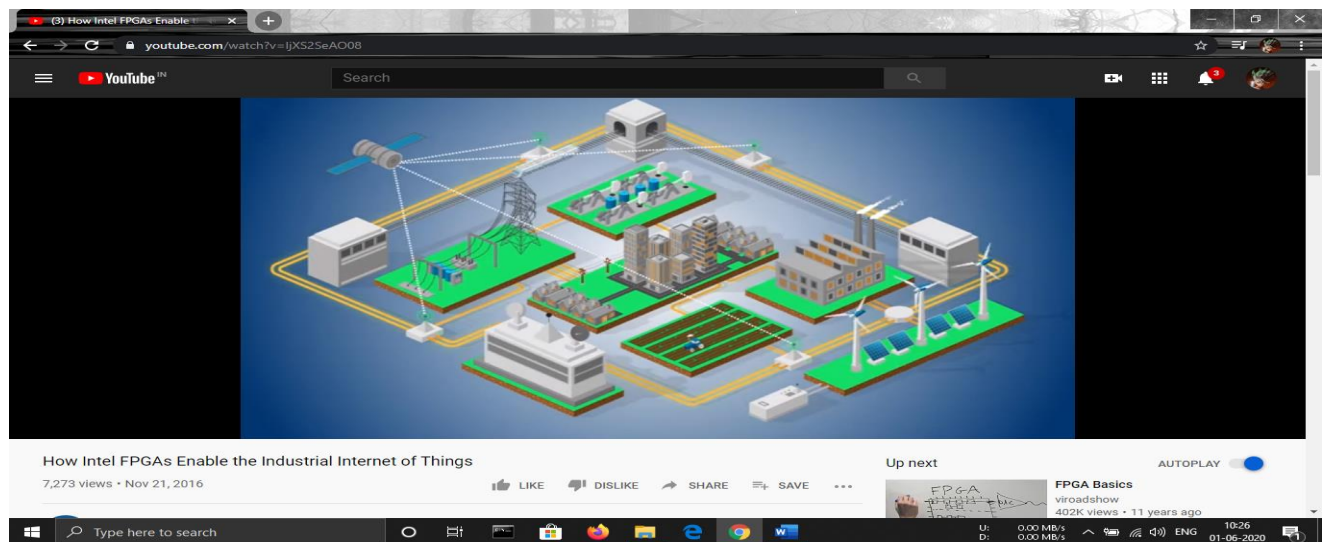 (3) How Intel FPGAs Enable t
youtube.com/watch?v=IjXS2SeAO08
YouTube IN
Search
3
How Intel FPGAs Enable the Industrial Internet of Things
7,273 views • Nov 21, 2016
LIKE DISLIKE SHARE SAVE
Up next
AUTOPLAY
FPGA
FPGA Basics
viroadshow
402K views • 11 years ago
Type here to search
U: 0.00 MB/s
D: 0.00 MB/s
ENG
10:26
01-06-2020
1